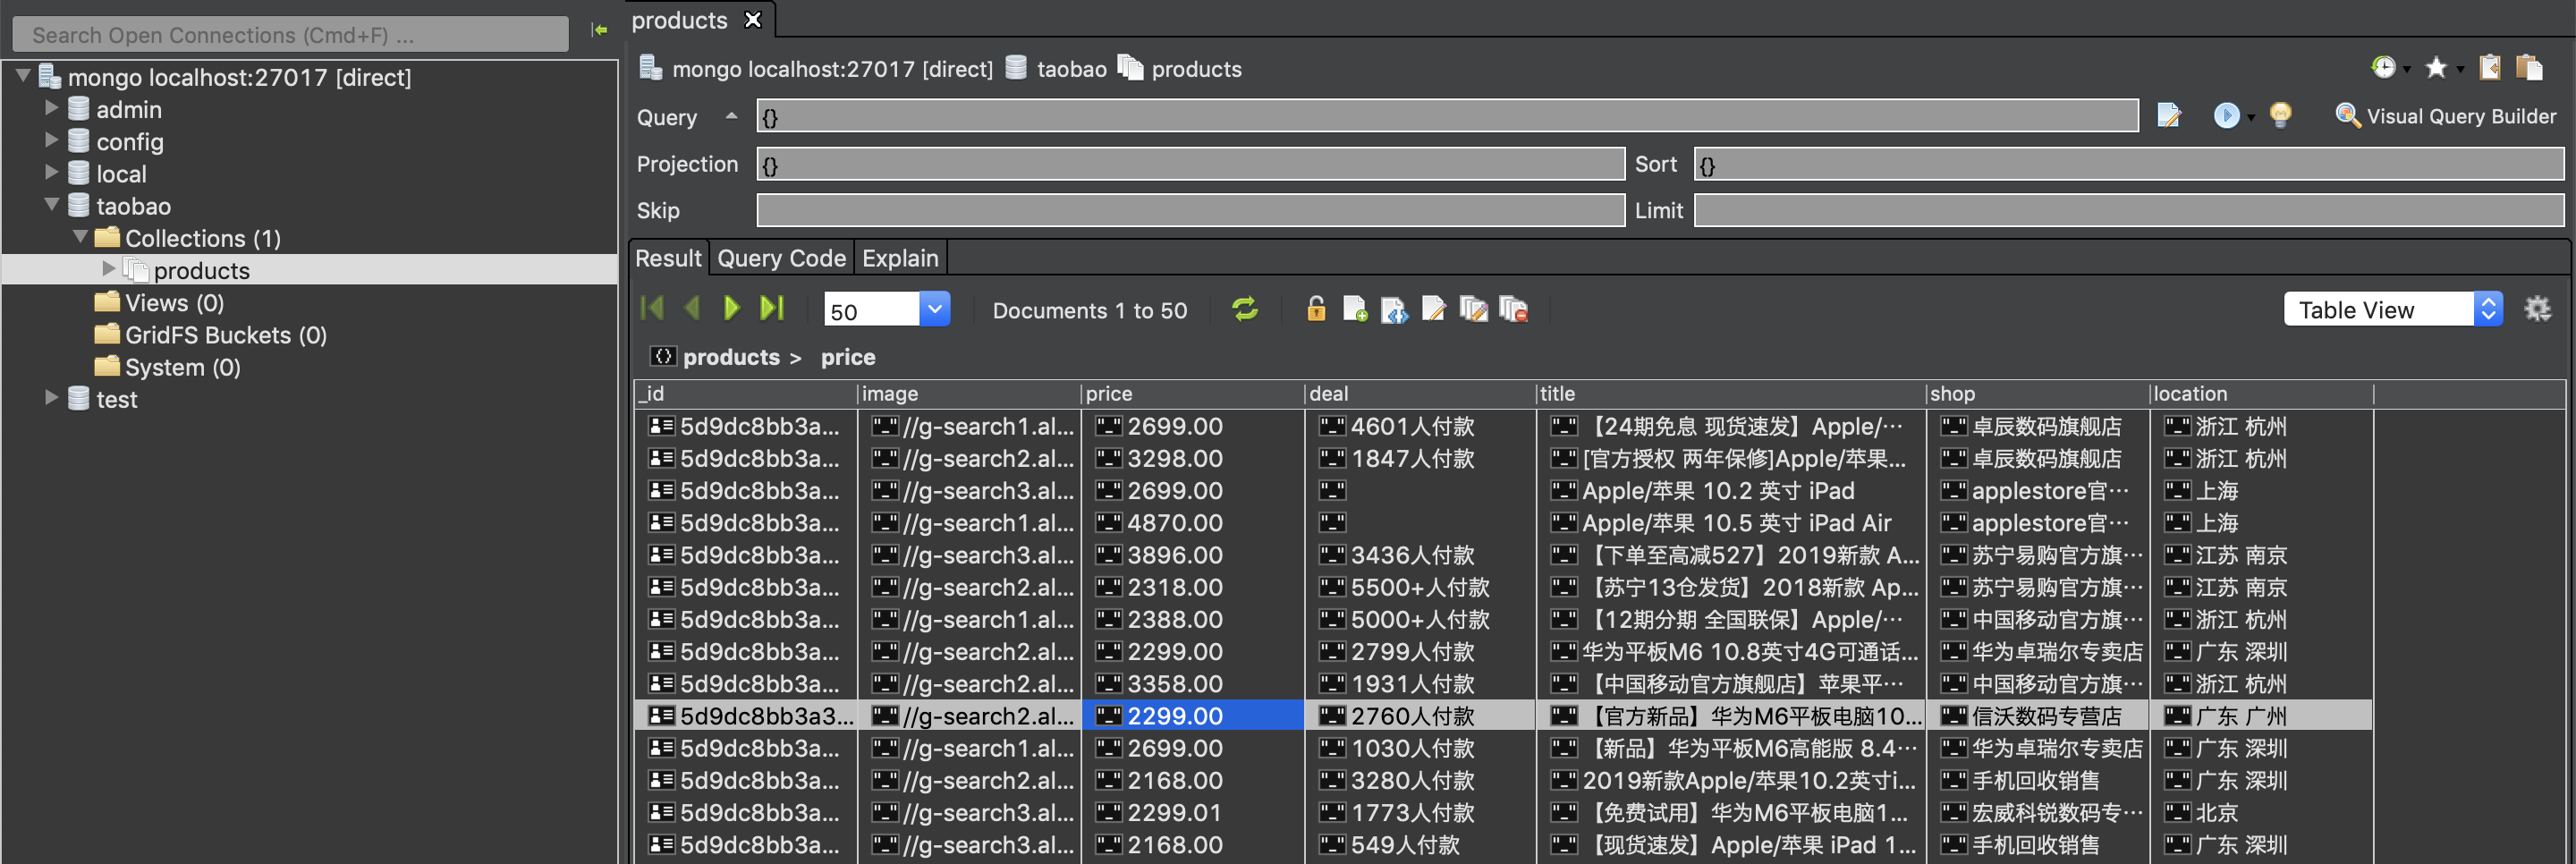 Search Open Connections (Cmd+F) ...
mongo localhost:27017 [direct]
admin
config
local
taobao
Collections (1)
products
Views (0)
GridFS Buckets (0)
System (0)
test
products
mongo localhost:27017 [direct] taobao products
Query {} Visual Query Builder
Projection {} Sort {}
Skip Limit
Result Query Code Explain
50 Documents 1 to 50 Table View
products > price
_id image price deal title shop location
5d9dc8bb3a... //g-search1.al... 2699.00 4601人付款 【24期免息 现货速发】Apple/... 卓辰数码旗舰店 浙江 杭州
5d9dc8bb3a... //g-search2.al... 3298.00 1847人付款 [官方授权 两年保修]Apple/苹果... 卓辰数码旗舰店 浙江 杭州
5d9dc8bb3a... //g-search3.al... 2699.00 Apple/苹果 10.2 英寸 iPad applestore官... 上海
5d9dc8bb3a... //g-search1.al... 4870.00 Apple/苹果 10.5 英寸 iPad Air applestore官... 上海
5d9dc8bb3a... //g-search3.al... 3896.00 3436人付款 【下单至高减527】2019新款 A... 苏宁易购官方旗... 江苏 南京
5d9dc8bb3a... //g-search2.al... 2318.00 5500+人付款 【苏宁13仓发货】2018新款 Ap... 苏宁易购官方旗... 江苏 南京
5d9dc8bb3a... //g-search1.al... 2388.00 5000+人付款 【12期分期 全国联保】Apple/... 中国移动官方旗... 浙江 杭州
5d9dc8bb3a... //g-search2.al... 2299.00 2799人付款 华为平板M6 10.8英寸4G可通话... 华为卓瑞尔专卖店 广东 深圳
5d9dc8bb3a... //g-search2.al... 3358.00 1931人付款 【中国移动官方旗舰店】苹果平... 中国移动官方旗... 浙江 杭州
5d9dc8bb3a3... //g-search2.al... 2299.00 2760人付款 【官方新品】华为M6平板电脑10... 信沃数码专营店 广东 广州
5d9dc8bb3a... //g-search1.al... 2699.00 1030人付款 【新品】华为平板M6高能版 8.4... 华为卓瑞尔专卖店 广东 深圳
5d9dc8bb3a... //g-search2.al... 2168.00 3280人付款 2019新款Apple/苹果10.2英寸i... 手机回收销售 广东 深圳
5d9dc8bb3a... //g-search3.al... 2299.01 1773人付款 【免费试用】华为M6平板电脑1... 宏威科锐数码专... 北京
5d9dc8bb3a... //g-search3.al... 2168.00 549人付款 【现货速发】Apple/苹果 iPad 1... 手机回收销售 广东 深圳